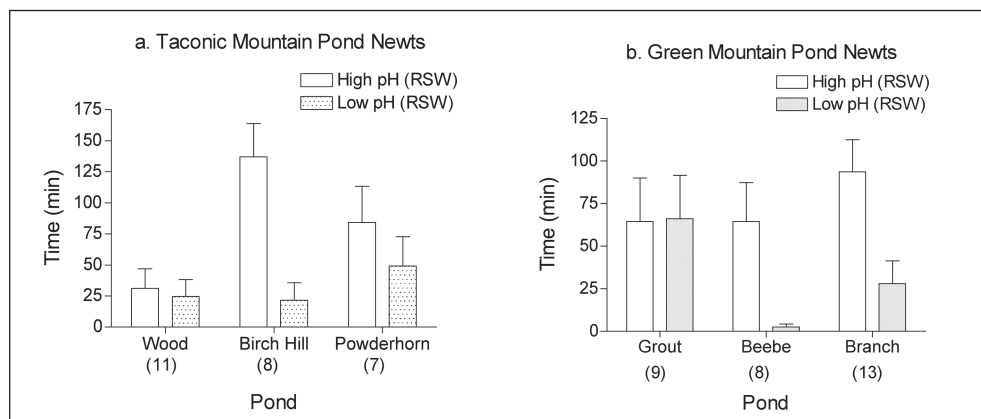 a. Taconic Mountain Pond Newts
High pH (RSW)
Low pH (RSW)
Time (min)
175
150
125
100
75
50
25
0
Wood
Birch Hill
Powderhorn
(11)
(8)
(7)
Pond
b. Green Mountain Pond Newts
High pH (RSW)
Low pH (RSW)
Time (min)
125
100
75
50
25
0
Grout
Beebe
Branch
(9)
(8)
(13)
Pond